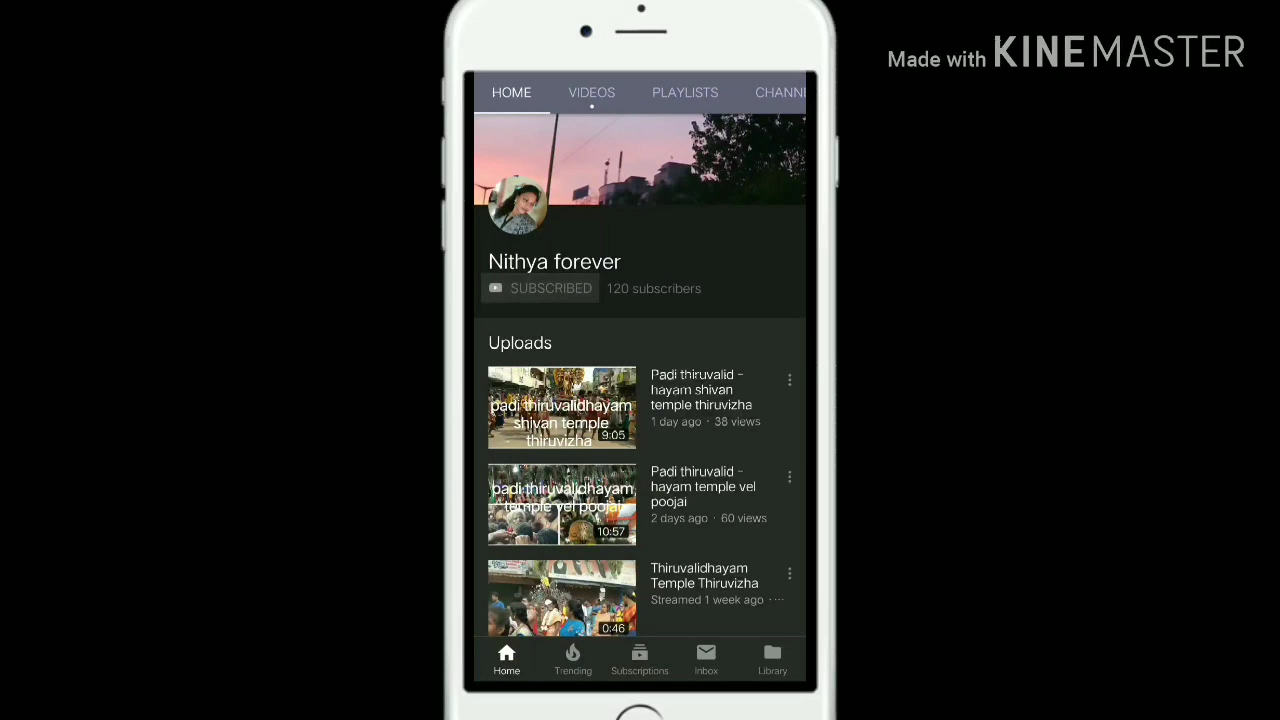 Made with KINEMASTER
HOME VIDEOS PLAYLISTS CHANNE
Nithya forever
SUBSCRIBED 120 subscribers
Uploads
padi thiruvalidhayam
shivan temple
thiruvizha
9:05
Padi thiruvalid -
hayam shivan
temple thiruvizha
1 day ago · 38 views
padi thiruvalidhayam
temple vel poojai
10:57
Padi thiruvalid -
hayam temple vel
poojai
2 days ago · 60 views
0:46
Thiruvalidhayam
Temple Thiruvizha
Streamed 1 week ago · ...
Home Trending Subscriptions Inbox Library